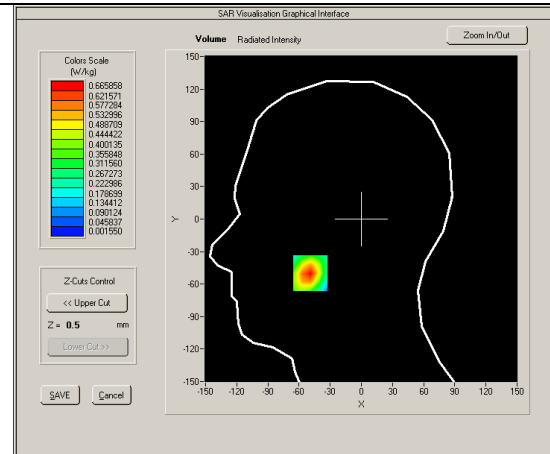 SAR Visualisation Graphical Interface
Volume Radiated Intensity
Zoom In/Out
Colors Scale
(W/kg)
0.665858
0.621571
0.577284
0.532996
0.488709
0.444422
0.400135
0.355848
0.311560
0.267273
0.222986
0.178699
0.134412
0.090124
0.045837
0.001550
Z-Cuts Control
<< Upper Cut
Z = 0.5 mm
Lower Cut >>
SAVE Cancel
150
120
90
60
30
0
-30
-60
-90
-120
-150
Y
-150 -120 -90 -60 -30 0 30 60 90 120 150
X